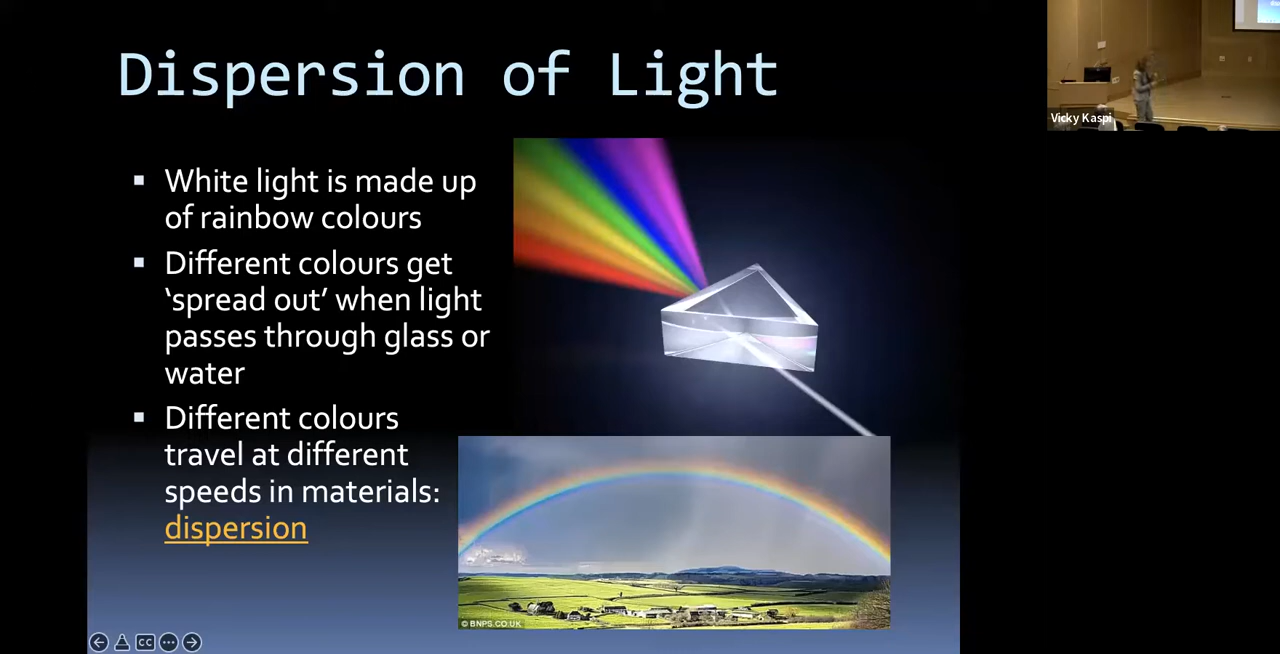 Dispersion of Light
Vicky Kaspi
▪ White light is made up
of rainbow colours
▪ Different colours get
‘spread out’ when light
passes through glass or
water
▪ Different colours
travel at different
speeds in materials:
dispersion
© BNPS.CO.UK
CC